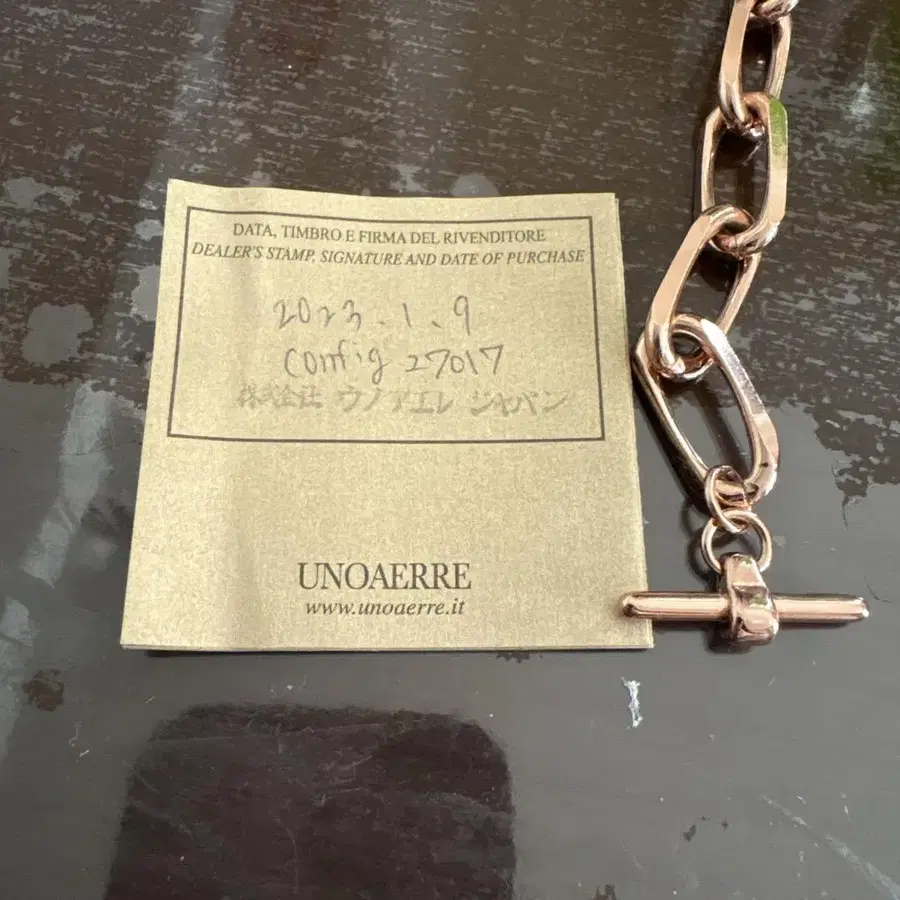 DATA, TIMBRO E FIRMA DEL RIVENDITORE
DEALER'S STAMP, SIGNATURE AND DATE OF PURCHASE
2023.1.9
Config 27017
株式会社 ウノアエレ ジャパン
UNOAERRE
www.unoaerre.it